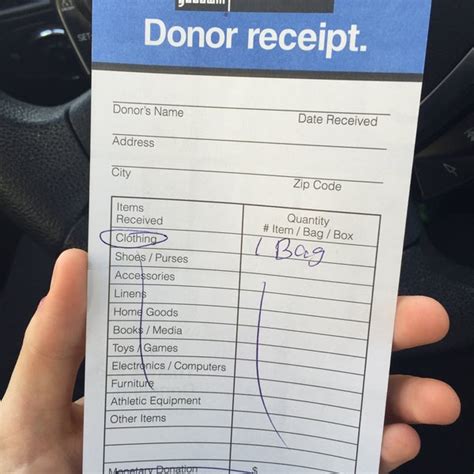 goodwill
Donor receipt.
Donor's Name Date Received
Address
City Zip Code
Items Received Quantity # Item / Bag / Box
Clothing 1 Bag
Shoes / Purses
Accessories
Linens
Home Goods
Books / Media
Toys / Games
Electronics / Computers
Furniture
Athletic Equipment
Other Items
Monetary Donation $
SET